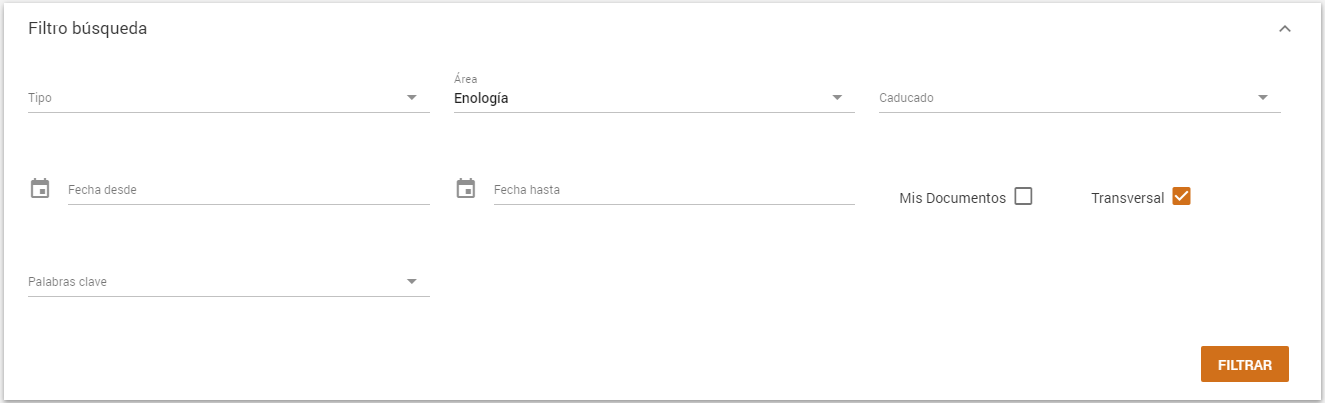 Filtro búsqueda
Tipo
Área
Enología
Caducado
Fecha desde
Fecha hasta
Mis Documentos
Transversal
Palabras clave
FILTRAR